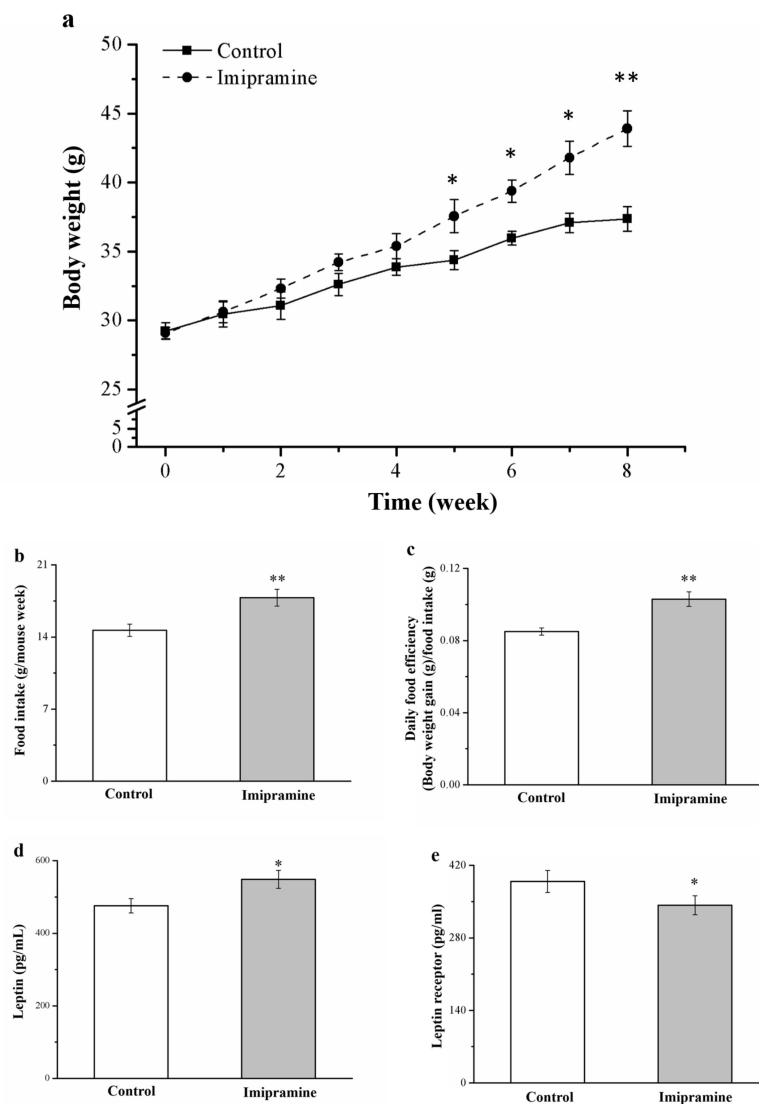 a
Control
Imipramine
50
45
40
35
30
25
5
0
0 2 4 6 8
* * * **
Body weight (g)
Time (week)
b
Food intake (g/mouse week)
21
14
7
0
**
Control Imipramine
c
Daily food efficiency
(Body weight gain (g)/food intake (g)
0.12
0.08
0.04
0.00
**
Control Imipramine
d
Leptin (pg/mL)
600
400
200
0
*
Control Imipramine
e
Leptin receptor (pg/ml)
420
280
140
0
*
Control Imipramine